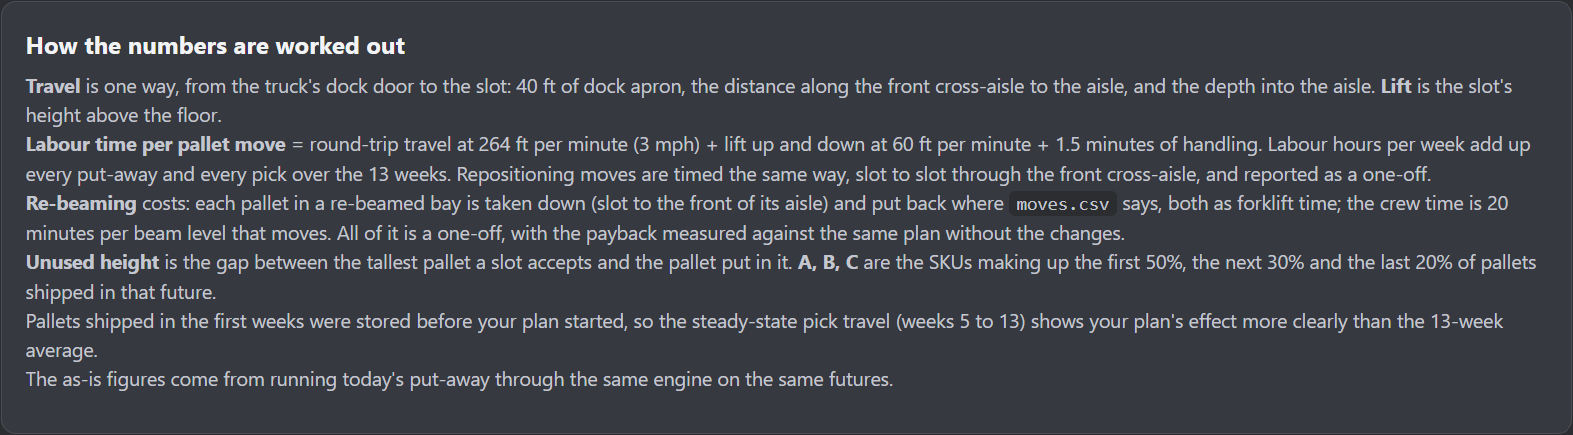 How the numbers are worked out
Travel is one way, from the truck's dock door to the slot: 40 ft of dock apron, the distance along the front cross-aisle to the aisle, and the depth into the aisle. Lift is the slot's
height above the floor.
Labour time per pallet move = round-trip travel at 264 ft per minute (3 mph) + lift up and down at 60 ft per minute + 1.5 minutes of handling. Labour hours per week add up
every put-away and every pick over the 13 weeks. Repositioning moves are timed the same way, slot to slot through the front cross-aisle, and reported as a one-off.
Re-beaming costs: each pallet in a re-beamed bay is taken down (slot to the front of its aisle) and put back where moves.csv says, both as forklift time; the crew time is 20
minutes per beam level that moves. All of it is a one-off, with the payback measured against the same plan without the changes.
Unused height is the gap between the tallest pallet a slot accepts and the pallet put in it. A, B, C are the SKUs making up the first 50%, the next 30% and the last 20% of pallets
shipped in that future.
Pallets shipped in the first weeks were stored before your plan started, so the steady-state pick travel (weeks 5 to 13) shows your plan's effect more clearly than the 13-week
average.
The as-is figures come from running today's put-away through the same engine on the same futures.